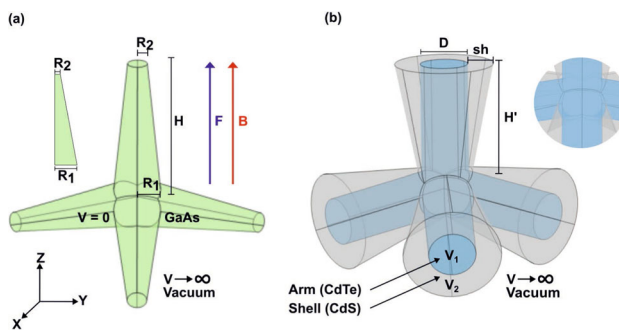 (a)
R2
R2
H
F
B
R1
R1
V = 0
GaAs
Z
Y
X
V→∞
Vacuum
(b)
D
sh
H'
V1
V2
Arm (CdTe)
Shell (CdS)
V→∞
Vacuum